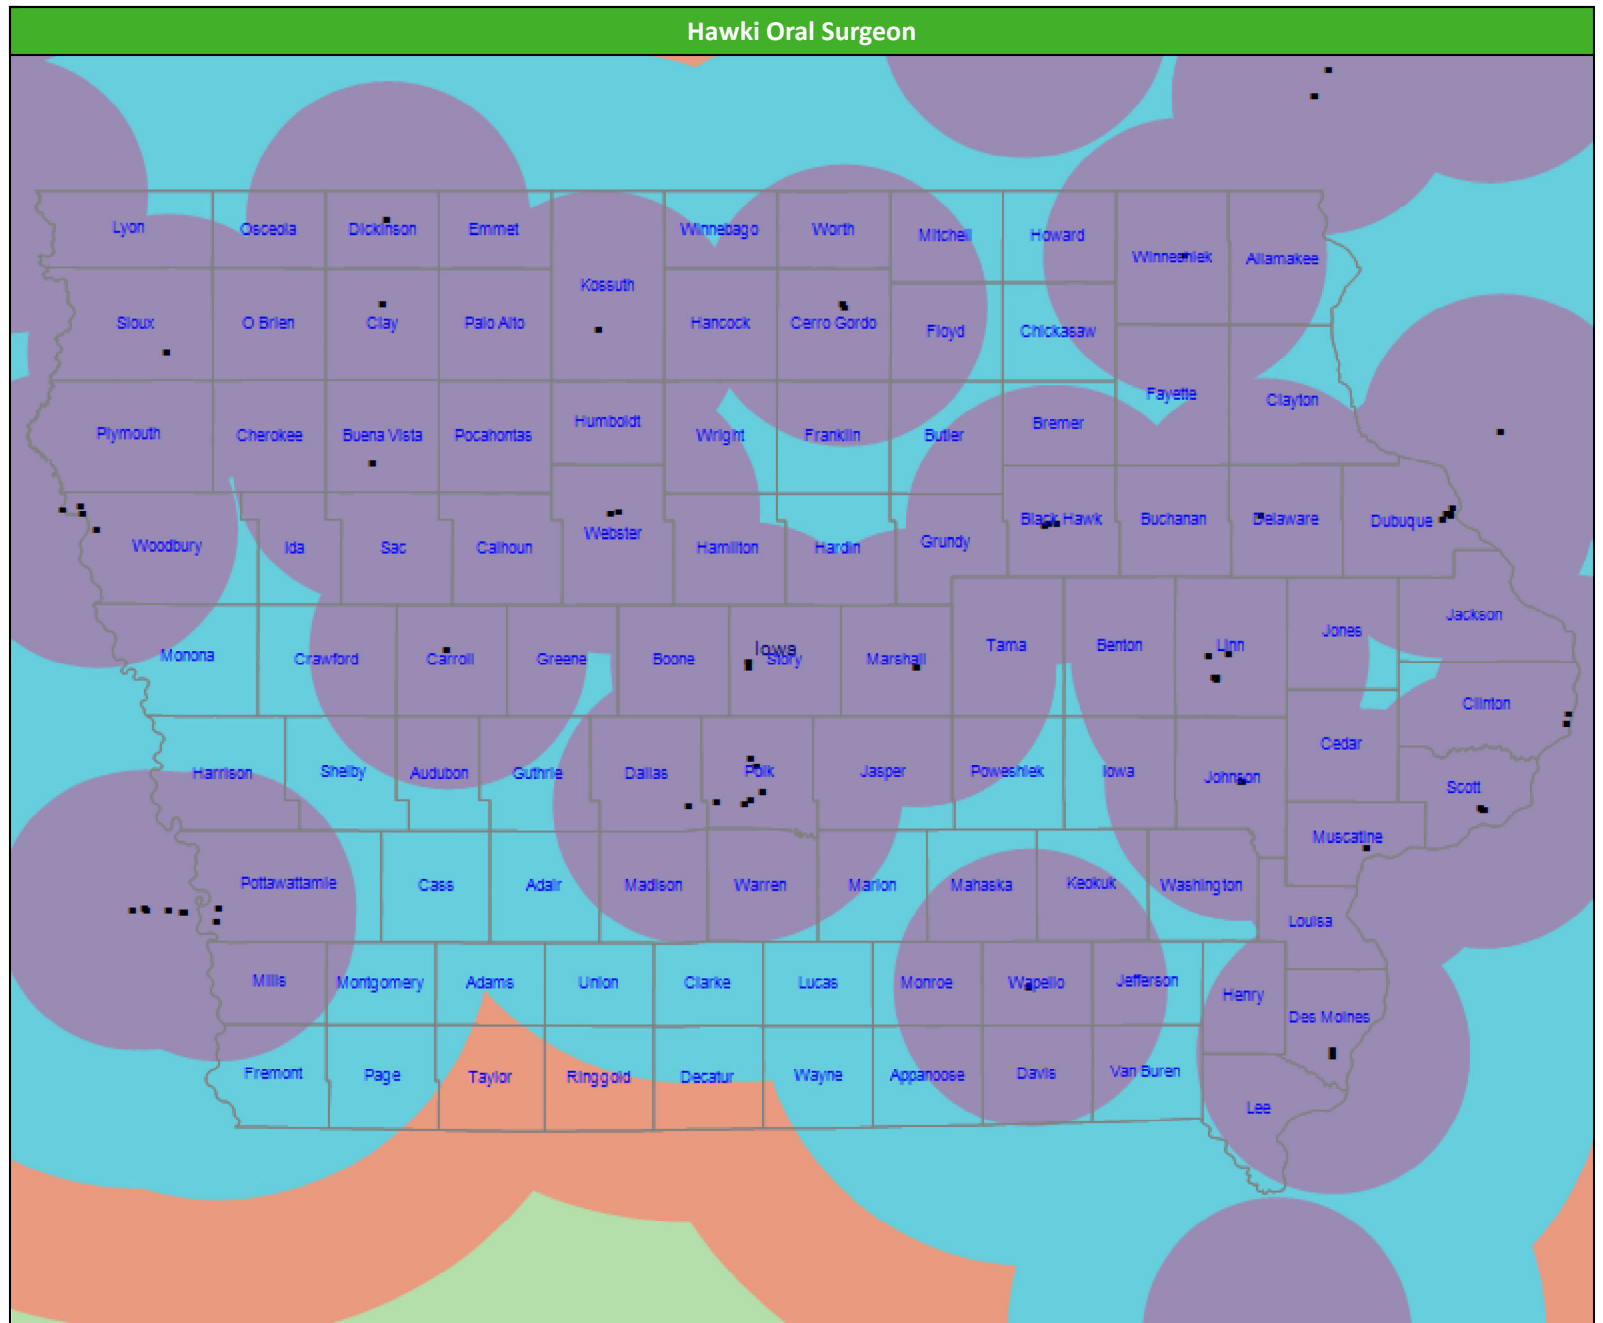 Hawki Oral Surgeon
Lyon
Osceola
Dickinson
Emmet
Winnebago
Worth
Mitchell
Howard
Winneshiek
Allamakee
Kossuth
Sioux
O Brien
Clay
Palo Alto
Hancock
Cerro Gordo
Floyd
Chickasaw
Plymouth
Cherokee
Buena Vista
Pocahontas
Humboldt
Wright
Franklin
Butler
Bremer
Fayette
Clayton
Woodbury
Ida
Sac
Calhoun
Webster
Hamilton
Hardin
Grundy
Black Hawk
Buchanan
Delaware
Dubuque
Iowa
Monona
Crawford
Carroll
Greene
Boone
Story
Marshall
Tama
Benton
Linn
Jones
Jackson
Harrison
Shelby
Audubon
Guthrie
Dallas
Polk
Jasper
Poweshiek
Iowa
Johnson
Cedar
Clinton
Scott
Muscatine
Pottawattamie
Cass
Adair
Madison
Warren
Marion
Mahaska
Keokuk
Washington
Louisa
Mills
Montgomery
Adams
Union
Clarke
Lucas
Monroe
Wapello
Jefferson
Henry
Des Moines
Fremont
Page
Taylor
Ringgold
Decatur
Wayne
Appanoose
Davis
Van Buren
Lee